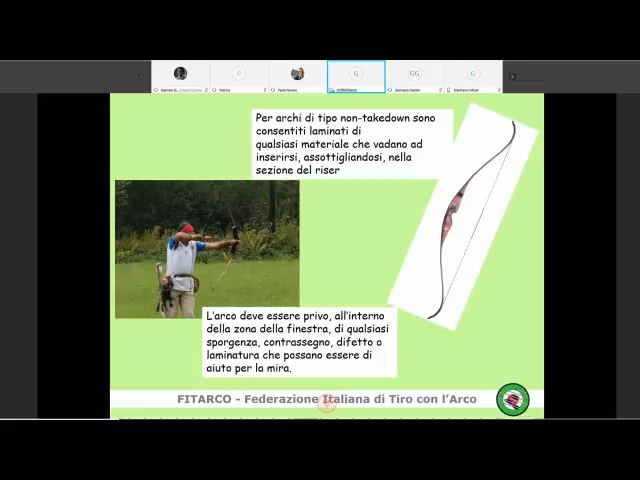 G
GG
G
Patrizia
Per archi di tipo non-takedown sono
consentiti laminati di
qualsiasi materiale che vadano ad
inserirsi, assottigliandosi, nella
sezione del riser
L'arco deve essere privo, all'interno
della zona della finestra, di qualsiasi
sporgenza, contrassegno, difetto o
laminatura che possano essere di
aiuto per la mira.
FITARCO - Federazione Italiana di Tiro con l'Arco